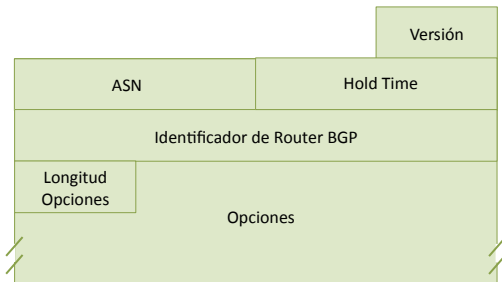 Versión
ASN
Hold Time
Identificador de Router BGP
Longitud
Opciones
Opciones